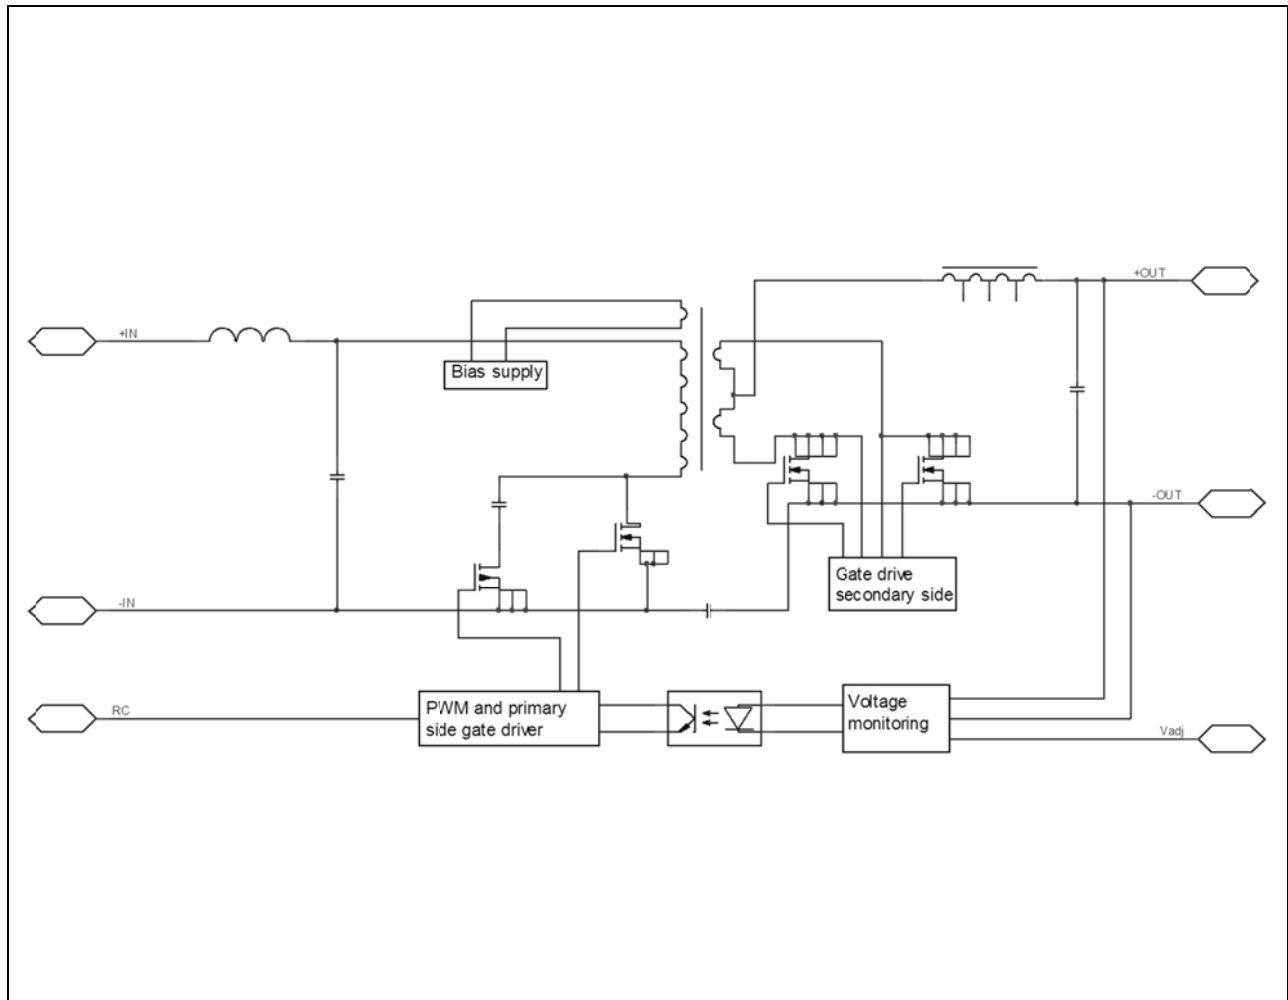 +OUT
+IN
Bias supply
-OUT
Gate drive
secondary side
-IN
PWM and primary
side gate driver
Voltage
monitoring
RC
Vadj